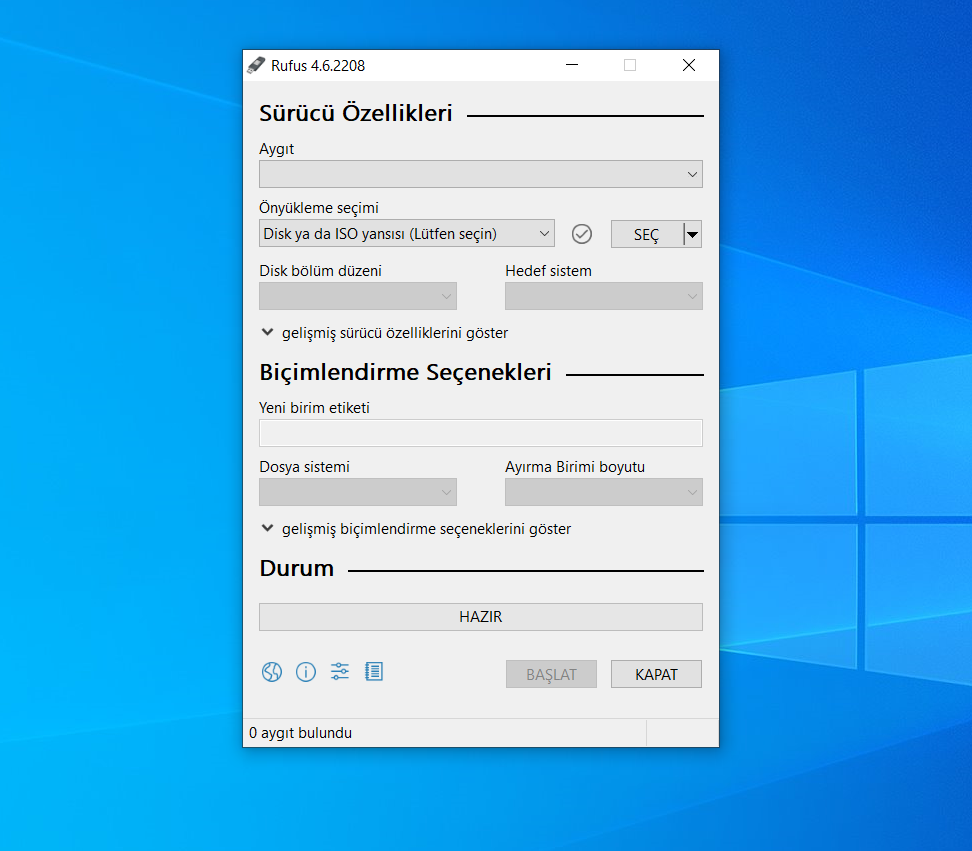 Rufus 4.6.2208
Sürücü Özellikleri
Aygıt
Önyükleme seçimi
Disk ya da ISO yansısı (Lütfen seçin)
SEÇ
Disk bölüm düzeni
Hedef sistem
gelişmiş sürücü özelliklerini göster
Biçimlendirme Seçenekleri
Yeni birim etiketi
Dosya sistemi
Ayırma Birimi boyutu
gelişmiş biçimlendirme seçeneklerini göster
Durum
HAZIR
BAŞLAT
KAPAT
0 aygıt bulundu